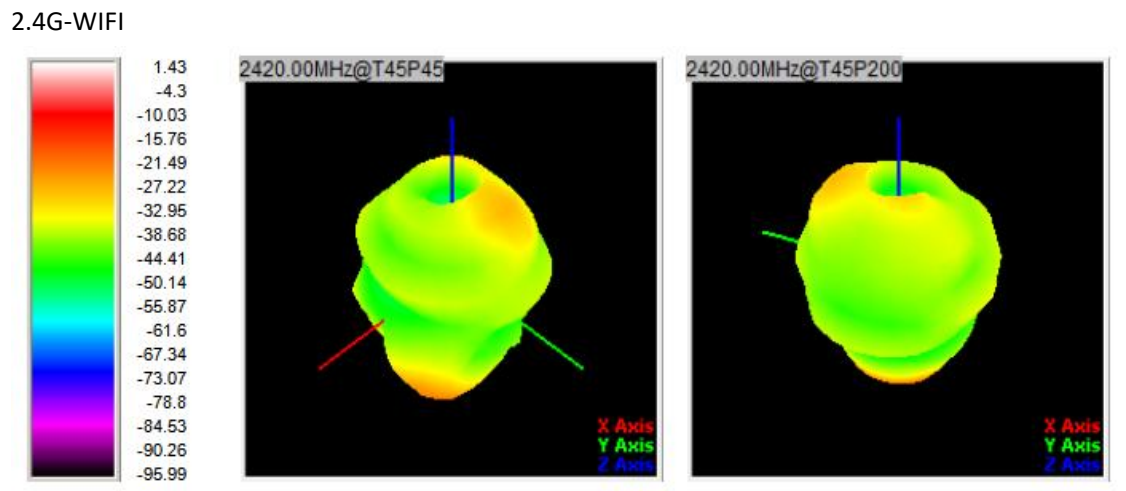 2.4G-WIFI
1.43
-4.3
-10.03
-15.76
-21.49
-27.22
-32.95
-38.68
-44.41
-50.14
-55.87
-61.6
-67.34
-73.07
-78.8
-84.53
-90.26
-95.99
2420.00MHz@T45P45
X Axis
Y Axis
Z Axis
2420.00MHz@T45P200
X Axis
Y Axis
Z Axis